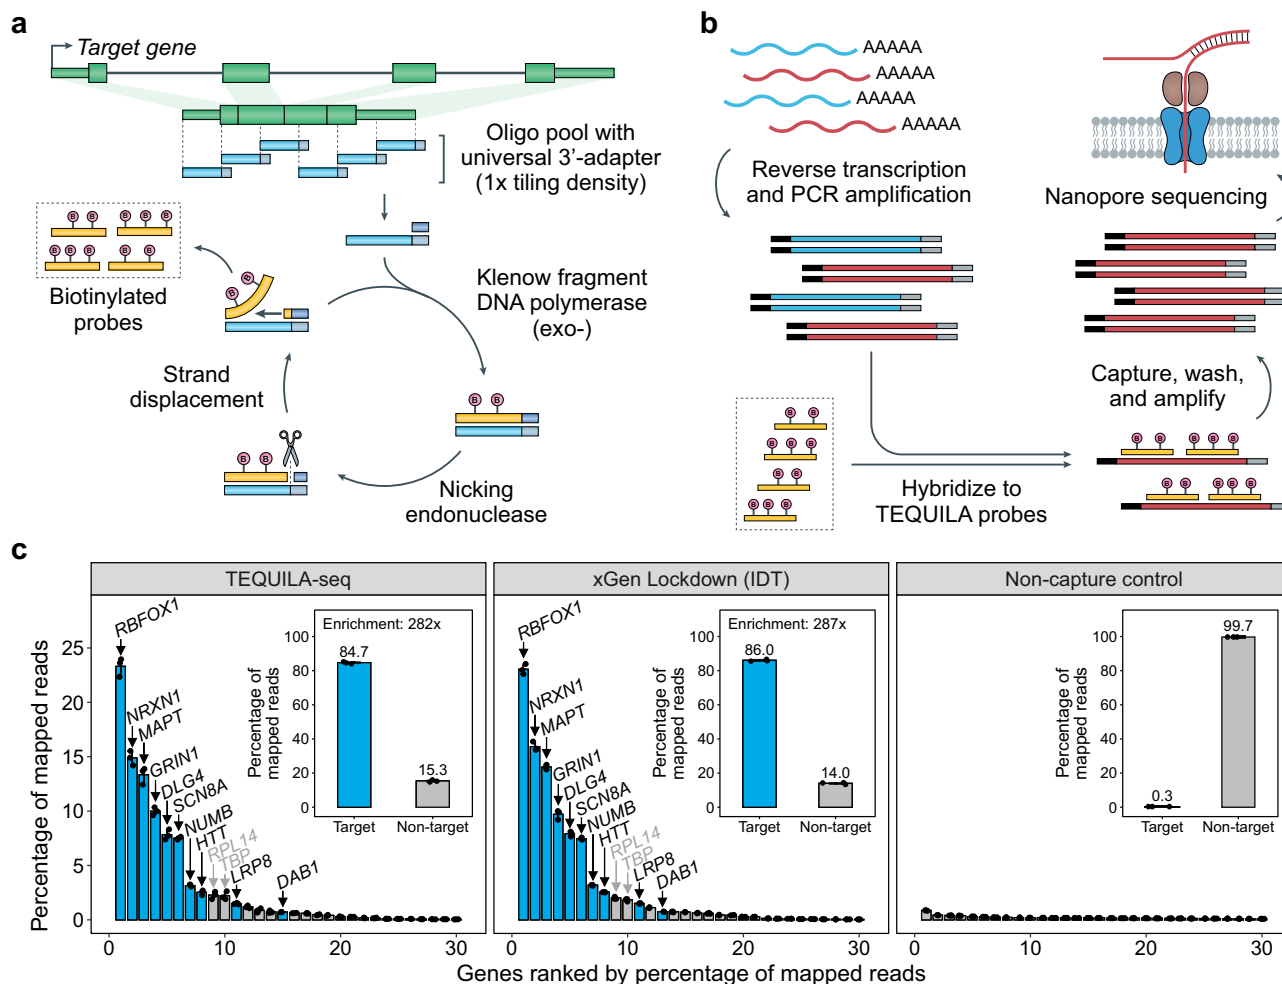 a
Target gene
Oligo pool with
universal 3'-adapter
(1x tiling density)
B B B B B
B B B B B
Biotinylated
probes
B
B
Klenow fragment
DNA polymerase
(exo-)
Strand
displacement
B B
B B
Nicking
endonuclease
b
AAAAA
AAAAA
AAAAA
AAAAA
Reverse transcription
and PCR amplification
Nanopore sequencing
Capture, wash,
and amplify
B B
B B B
B B
B B B
Hybridize to
TEQUILA probes
B B B B B
B B B B B
c
TEQUILA-seq
xGen Lockdown (IDT)
Non-capture control
Percentage of mapped reads
25
20
15
10
5
0
RBFOX1
NRXN1
MAPT
GRIN1
DLG4
SCN8A
NUMB
HTT
RPL14
TBP
LRP8
DAB1
Percentage of
mapped reads
100
80
60
40
20
0
Enrichment: 282x
84.7
15.3
Target
Non-target
0
10
20
30
RBFOX1
NRXN1
MAPT
GRIN1
DLG4
SCN8A
NUMB
HTT
RPL14
TBP
LRP8
DAB1
Percentage of
mapped reads
100
80
60
40
20
0
Enrichment: 287x
86.0
14.0
Target
Non-target
0
10
20
30
Percentage of
mapped reads
100
80
60
40
20
0
0.3
99.7
Target
Non-target
0
10
20
30
Genes ranked by percentage of mapped reads